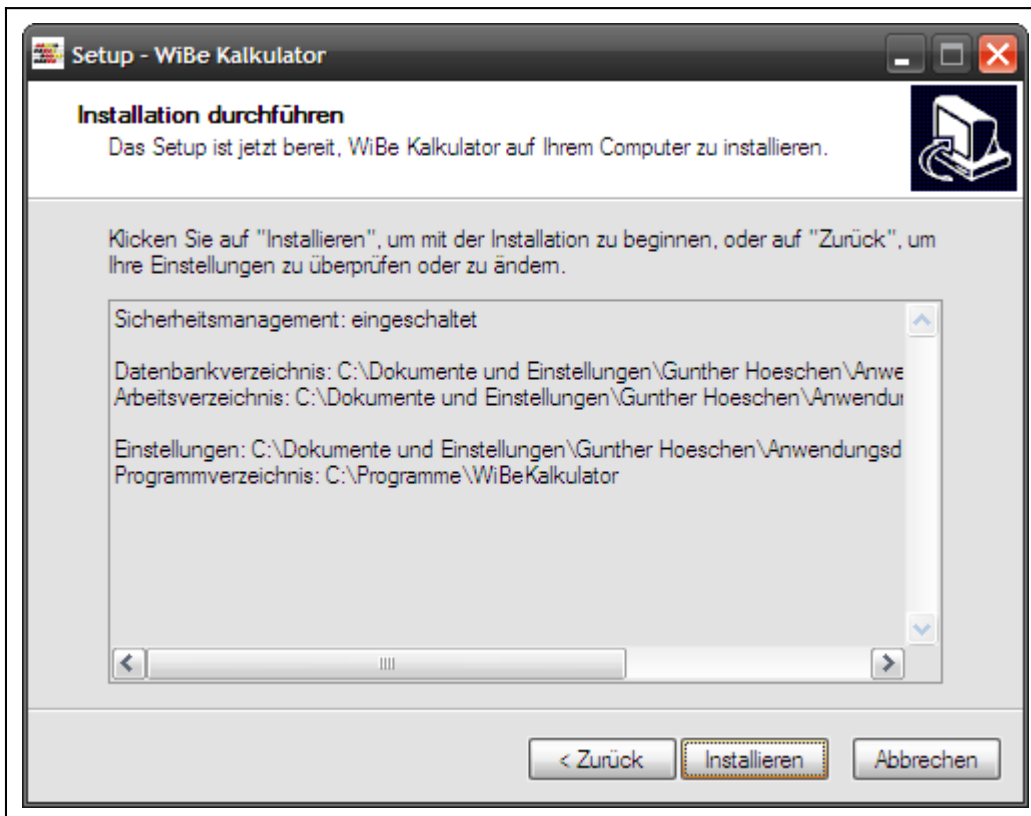 Setup - WiBe Kalkulator
Installation durchführen
Das Setup ist jetzt bereit, WiBe Kalkulator auf Ihrem Computer zu installieren.
Klicken Sie auf "Installieren", um mit der Installation zu beginnen, oder auf "Zurück", um
Ihre Einstellungen zu überprüfen oder zu ändern.
Sicherheitsmanagement: eingeschaltet
Datenbankverzeichnis: C:\Dokumente und Einstellungen\Gunther Hoeschen\Anwe
Arbeitsverzeichnis: C:\Dokumente und Einstellungen\Gunther Hoeschen\Anwendur
Einstellungen: C:\Dokumente und Einstellungen\Gunther Hoeschen\Anwendungsd
Programmverzeichnis: C:\Programme\WiBeKalkulator
< Zurück
Installieren
Abbrechen